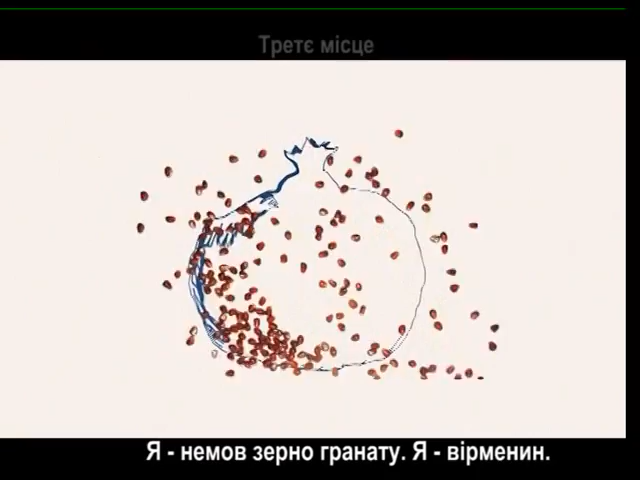 Третє місце
Я - немов зерно гранату. Я - вірменин.